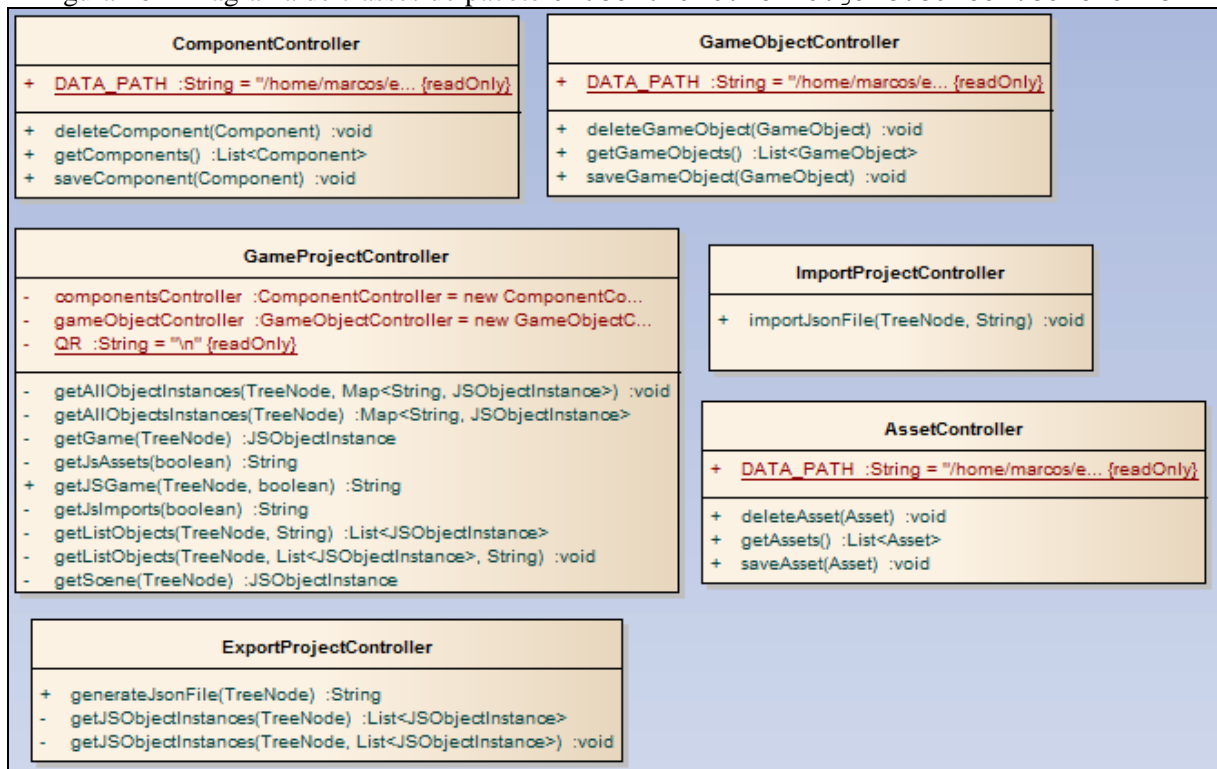 ComponentController
+ DATA_PATH :String = "/home/marcos/e... {readOnly}
+ deleteComponent(Component) :void
+ getComponents() :List<Component>
+ saveComponent(Component) :void
GameObjectController
+ DATA_PATH :String = "/home/marcos/e... {readOnly}
+ deleteGameObject(GameObject) :void
+ getGameObjects() :List<GameObject>
+ saveGameObject(GameObject) :void
GameProjectController
- componentsController :ComponentController = new ComponentCo...
- gameObjectController :GameObjectController = new GameObjectC...
- QR :String = "\n" {readOnly}
- getAllObjectInstances(TreeNode, Map<String, JSObjectInstance>) :void
- getAllObjectsInstances(TreeNode) :Map<String, JSObjectInstance>
- getGame(TreeNode) :JSObjectInstance
- getJsAssets(boolean) :String
+ getJSGame(TreeNode, boolean) :String
- getJsImports(boolean) :String
- getListObjects(TreeNode, String) :List<JSObjectInstance>
- getListObjects(TreeNode, List<JSObjectInstance>, String) :void
- getScene(TreeNode) :JSObjectInstance
ImportProjectController
+ importJsonFile(TreeNode, String) :void
AssetController
+ DATA_PATH :String = "/home/marcos/e... {readOnly}
+ deleteAsset(Asset) :void
+ getAssets() :List<Asset>
+ saveAsset(Asset) :void
ExportProjectController
+ generateJsonFile(TreeNode) :String
- getJSObjectInstances(TreeNode) :List<JSObjectInstance>
- getJSObjectInstances(TreeNode, List<JSObjectInstance>) :void